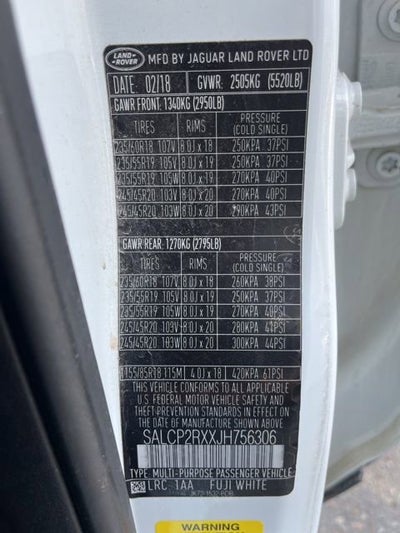 LAND-ROVER MFD. BY JAGUAR LAND ROVER LTD
DATE: 02/18 GVWR: 2505KG (5520LB)
GAWR FRONT: 1340KG (2950LB)
TIRES RIMS PRESSURE (COLD SINGLE)
235/60R18 107V 8.0J x 18 250KPA 37PSI
235/55R19 105V 8.0J x 19 250KPA 37PSI
235/55R19 105W 8.0J x 19 270KPA 40PSI
245/45R20 103V 8.0J x 20 270KPA 40PSI
245/45R20 103W 8.0J x 20 290KPA 43PSI
GAWR REAR: 1270KG (2795LB)
TIRES RIMS PRESSURE (COLD SINGLE)
235/60R18 107V 8.0J x 18 260KPA 38PSI
235/55R19 105V 8.0J x 19 250KPA 37PSI
235/55R19 105W 8.0J x 19 270KPA 40PSI
245/45R20 103V 8.0J x 20 280KPA 41PSI
245/45R20 103W 8.0J x 20 300KPA 44PSI
T155/85R18 115M 4.0J x 18 420KPA 61PSI
THIS VEHICLE CONFORMS TO ALL APPLICABLE
U.S. FEDERAL MOTOR VEHICLE SAFETY
AND THEFT PREVENTION STANDARDS IN EFFECT ON THE
DATE OF MANUFACTURE SHOWN ABOVE
SALCP2RXXJH756306
TYPE: MULTI-PURPOSE PASSENGER VEHICLE
LRC 1AA FUJI WHITE
WARNING